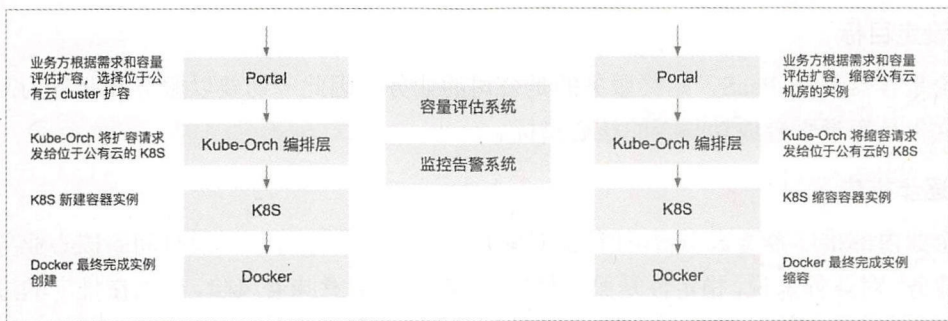 业务方根据需求和容量
评估扩容，选择位于公
有云 cluster 扩容
Portal
Kube-Orch 将扩容请求
发给位于公有云的 K8S
Kube-Orch 编排层
K8S 新建容器实例
K8S
Docker 最终完成实例
创建
Docker
容量评估系统
监控告警系统
Portal
业务方根据需求和容量
评估扩容，缩容公有云
机房的实例
Kube-Orch 编排层
Kube-Orch 将缩容请求
发给位于公有云的 K8S
K8S
K8S 缩容容器实例
Docker
Docker 最终完成实例
缩容